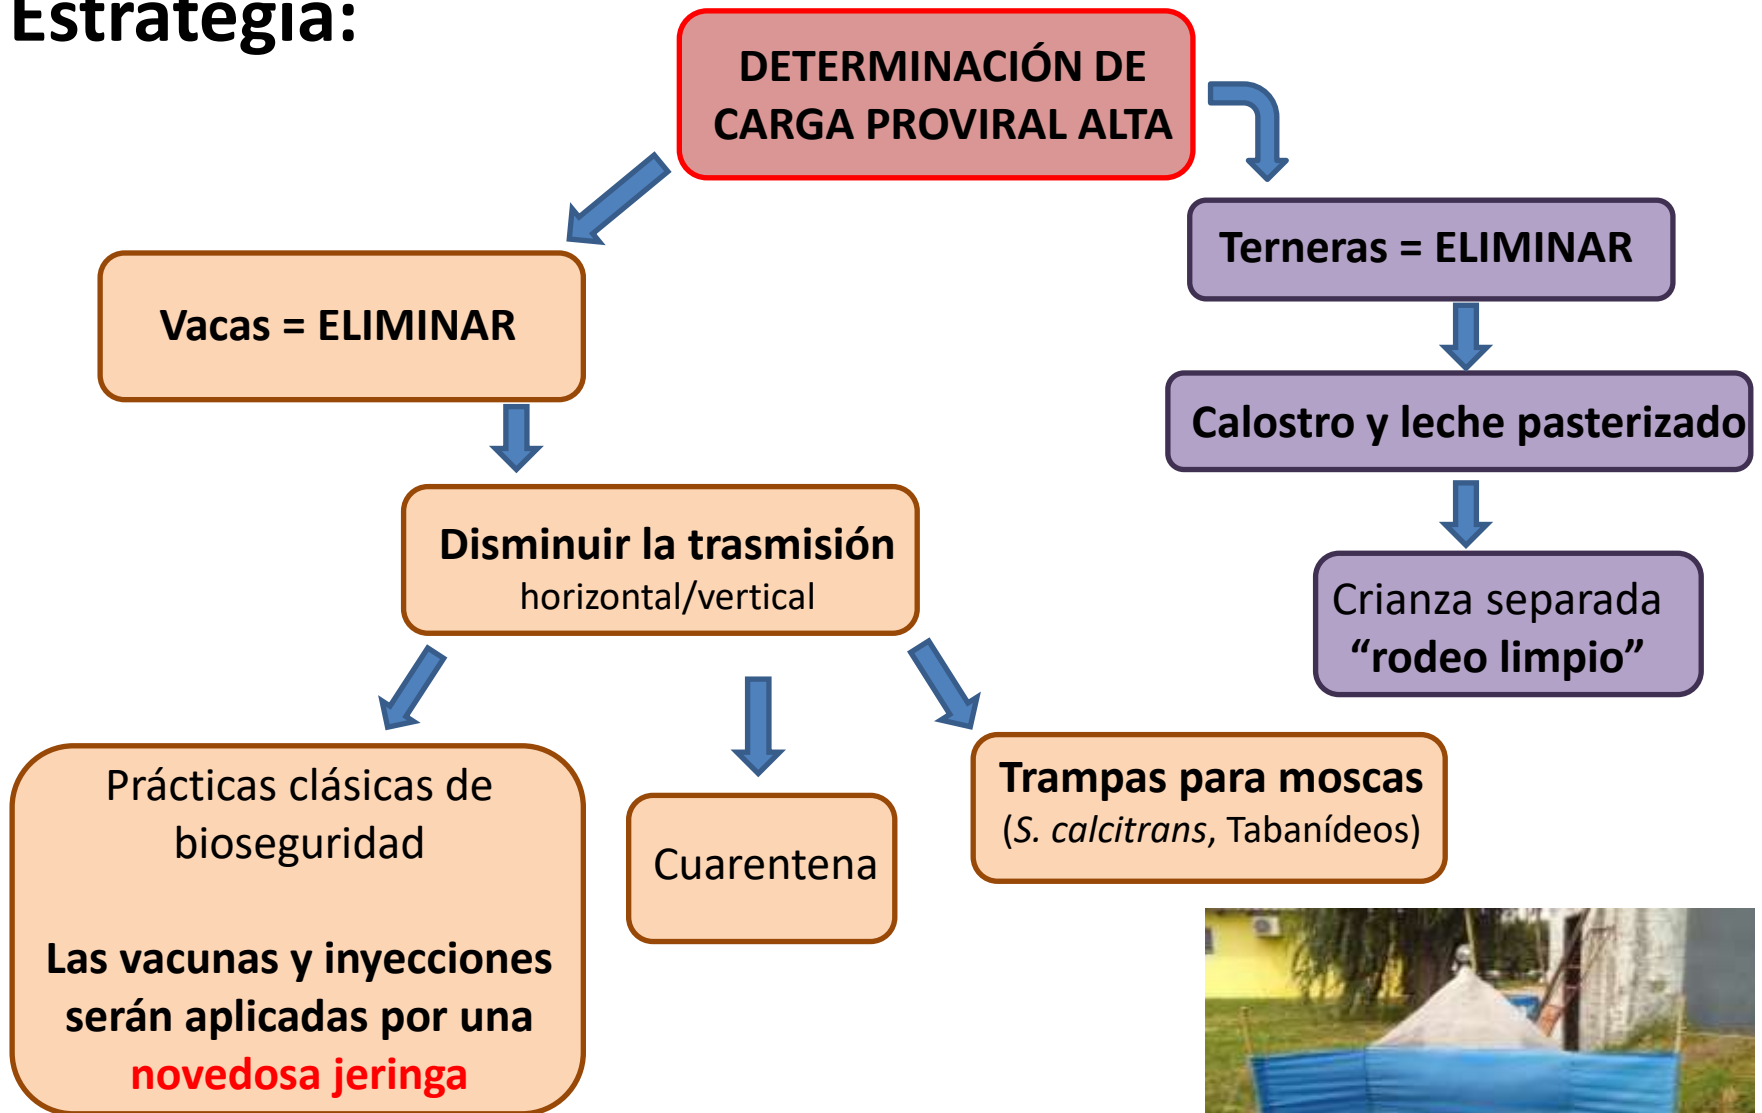 Estrategia:
DETERMINACIÓN DE
CARGA PROVIRAL ALTA
Vacas = ELIMINAR
Terneras = ELIMINAR
Calostro y leche pasterizado
Disminuir la trasmisión
horizontal/vertical
Crianza separada
“rodeo limpio”
Prácticas clásicas de
bioseguridad
Las vacunas y inyecciones
serán aplicadas por una
novedosa jeringa
Cuarentena
Trampas para moscas
(S. calcitrans, Tabanídeos)